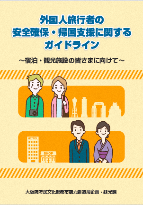 外国人旅行者の
安全確保・帰国支援に関する
ガイドライン
～宿泊・観光施設の皆さまに向けて～